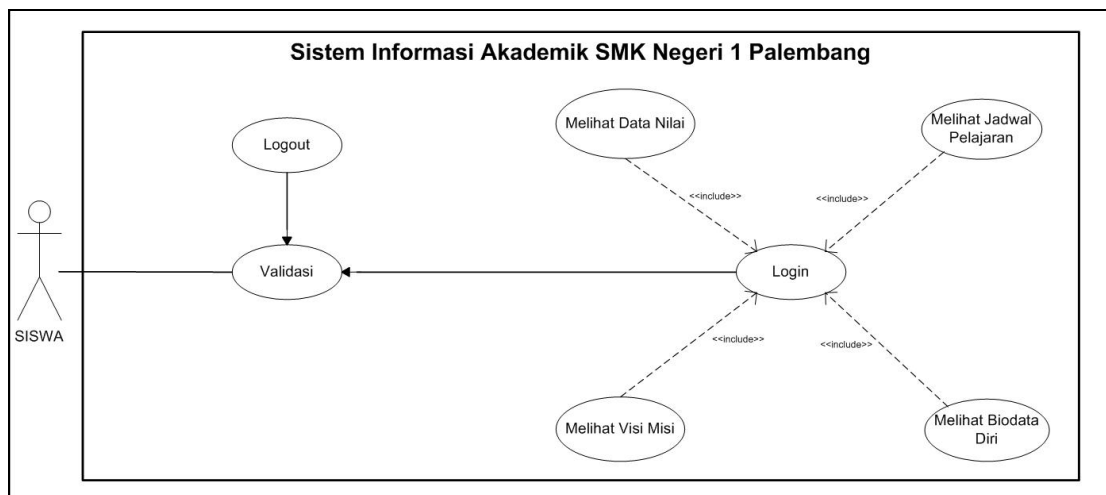 Sistem Informasi Akademik SMK Negeri 1 Palembang
Melihat Data Nilai
Melihat Jadwal
Pelajaran
Logout
<<include>>
<<include>>
Validasi
Login
SISWA
<<include>>
<<include>>
Melihat Visi Misi
Melihat Biodata
Diri